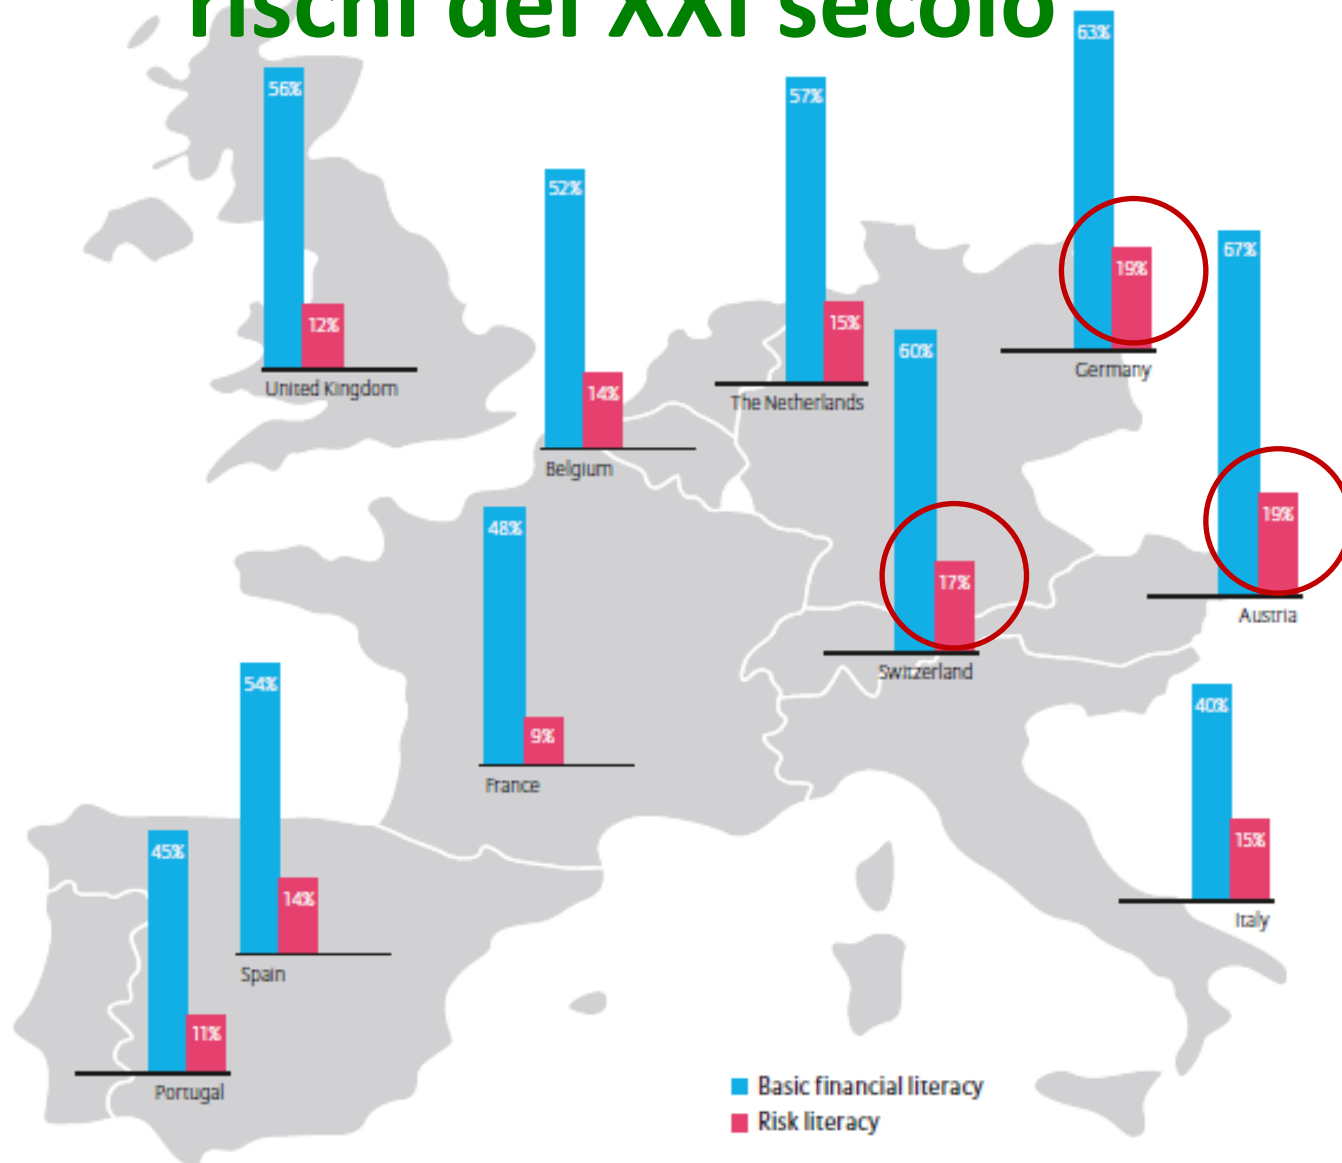 rischi del XXI secolo
63%
19%
Germany
56%
12%
United Kingdom
57%
15%
The Netherlands
52%
14%
Belgium
67%
19%
Austria
60%
17%
Switzerland
48%
9%
France
54%
14%
Spain
40%
15%
Italy
45%
11%
Portugal
Basic financial literacy
Risk literacy